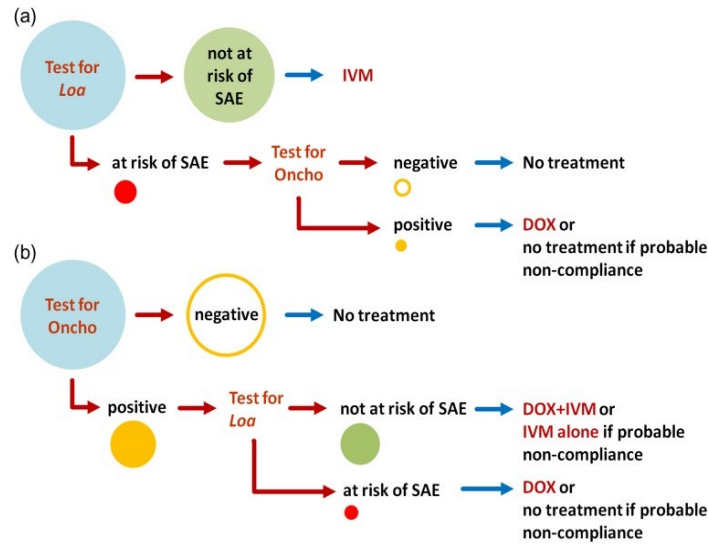 (a)
Test for
Loa
not at
risk of
SAE
IVM
at risk of SAE
Test for
Oncho
negative
No treatment
positive
DOX or
no treatment if probable
non-compliance
(b)
Test for
Oncho
negative
No treatment
positive
Test for
Loa
not at risk of SAE
DOX+IVM or
IVM alone if probable
non-compliance
at risk of SAE
DOX or
no treatment if probable
non-compliance